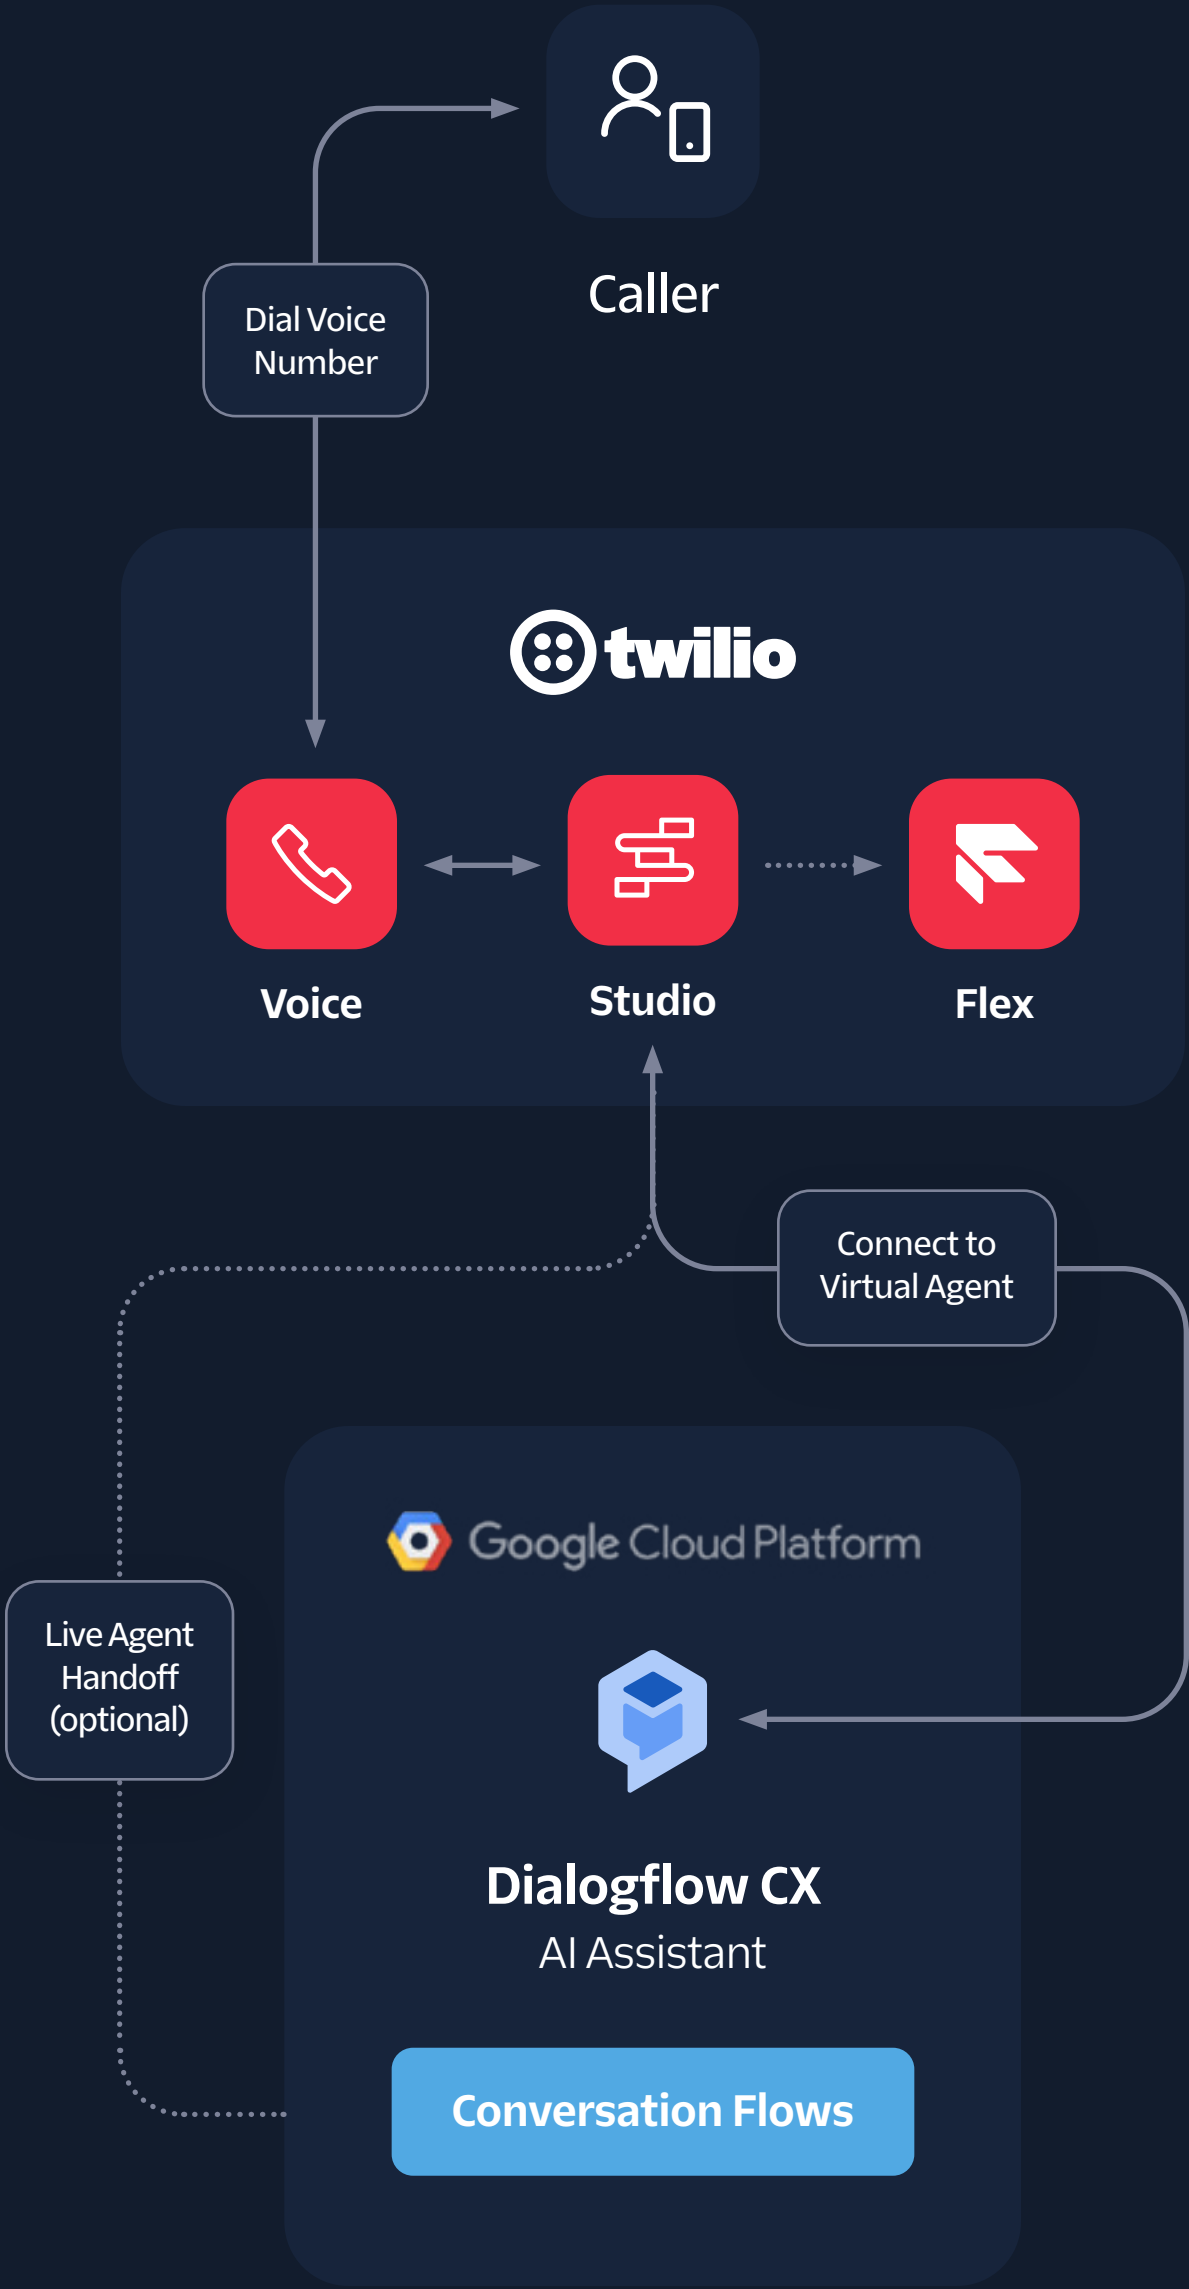 Caller
Dial Voice
Number
twilio
Voice
Studio
Flex
Connect to
Virtual Agent
Google Cloud Platform
Live Agent
Handoff
(optional)
Dialogflow CX
AI Assistant
Conversation Flows